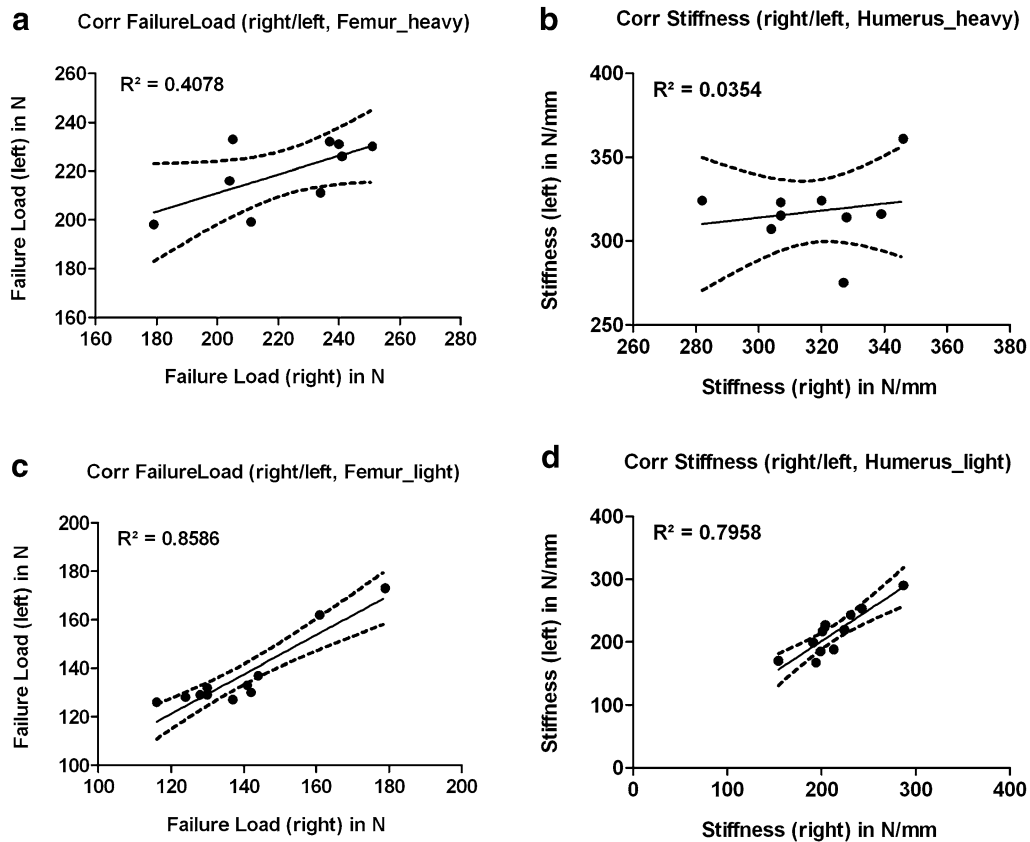 a
Corr FailureLoad (right/left, Femur_heavy)
R² = 0.4078
Failure Load (left) in N
260
240
220
200
180
160
160 180 200 220 240 260 280
Failure Load (right) in N
b
Corr Stiffness (right/left, Humerus_heavy)
R² = 0.0354
Stiffness (left) in N/mm
400
350
300
250
260 280 300 320 340 360 380
Stiffness (right) in N/mm
c
Corr FailureLoad (right/left, Femur_light)
R² = 0.8586
Failure Load (left) in N
200
180
160
140
120
100
100 120 140 160 180 200
Failure Load (right) in N
d
Corr Stiffness (right/left, Humerus_light)
R² = 0.7958
Stiffness (left) in N/mm
400
300
200
100
0
0 100 200 300 400
Stiffness (right) in N/mm